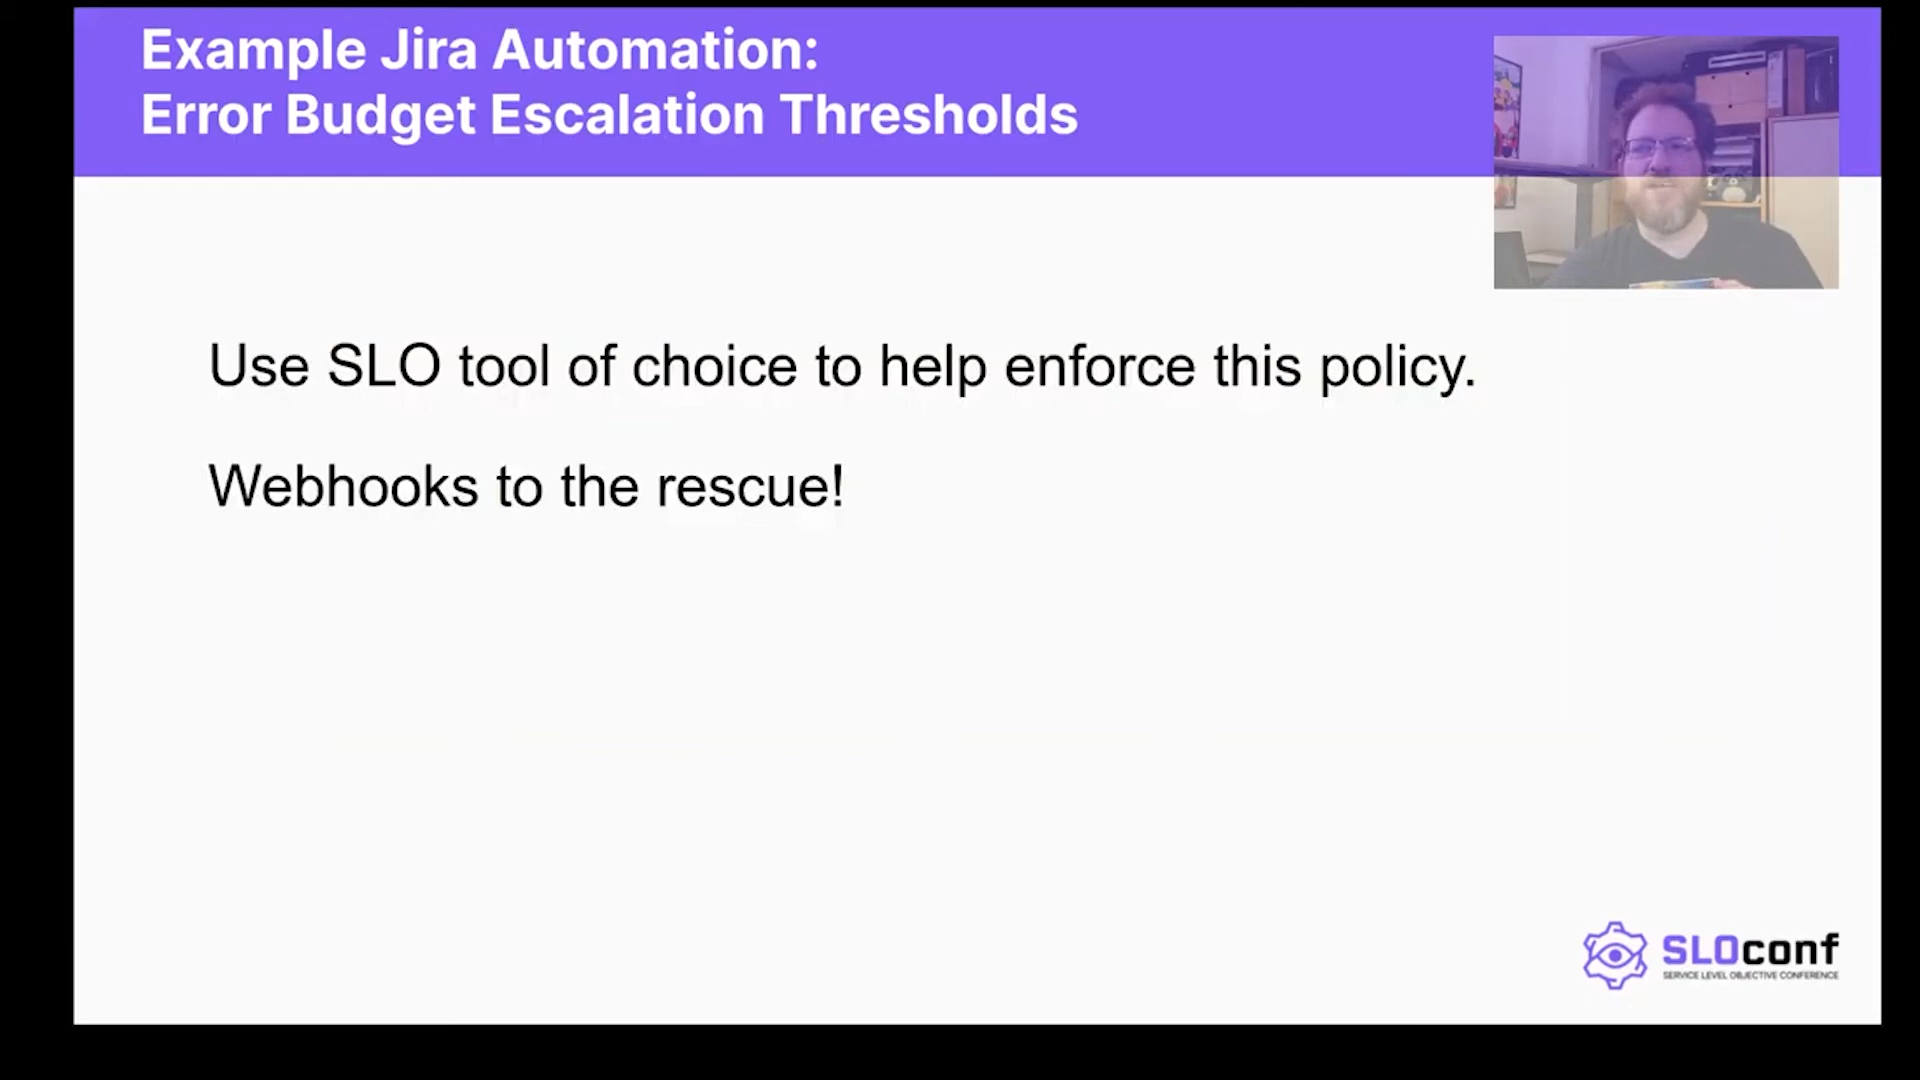 Example Jira Automation:
Error Budget Escalation Thresholds
Use SLO tool of choice to help enforce this policy.
Webhooks to the rescue!
SLOconf
SERVICE LEVEL OBJECTIVE CONFERENCE